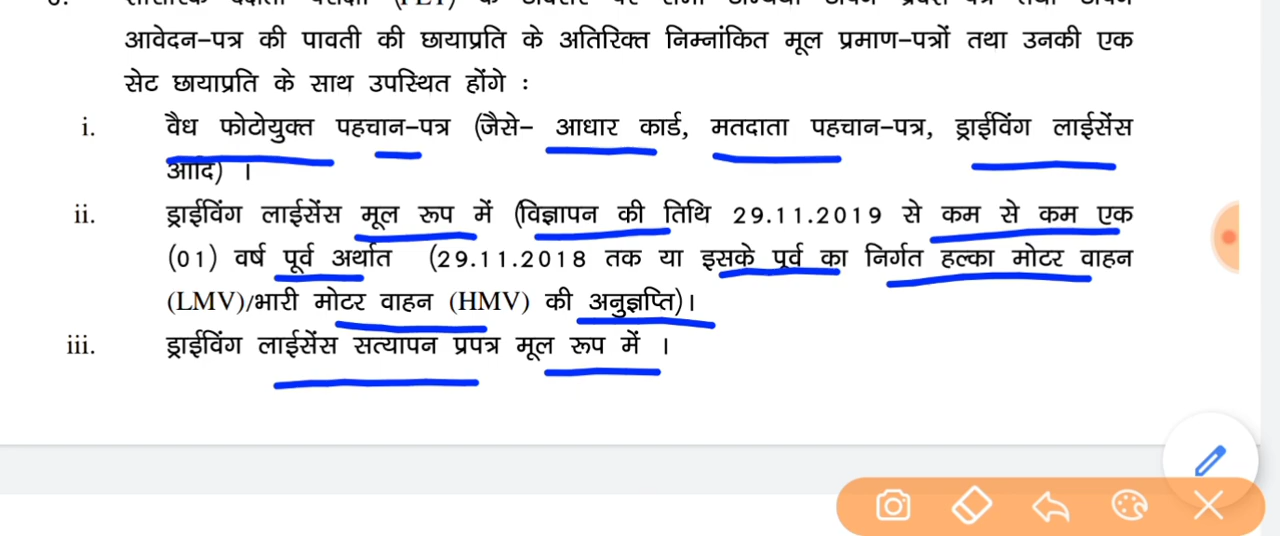 आवेदन–पत्र की पावती की छायाप्रति के अतिरिक्त निम्नांकित मूल प्रमाण–पत्रों तथा उनकी एक
सेट छायाप्रति के साथ उपस्थित होंगे :
i. वैध फोटोयुक्त पहचान–पत्र (जैसे– आधार कार्ड, मतदाता पहचान–पत्र, ड्राईविंग लाईसेंस
आदि) ।
ii. ड्राईविंग लाईसेंस मूल रूप में (विज्ञापन की तिथि 29.11.2019 से कम से कम एक
(01) वर्ष पूर्व अर्थात (29.11.2018 तक या इसके पूर्व का निर्गत हल्का मोटर वाहन
(LMV)/भारी मोटर वाहन (HMV) की अनुज्ञप्ति)।
iii. ड्राईविंग लाईसेंस सत्यापन प्रपत्र मूल रूप में ।